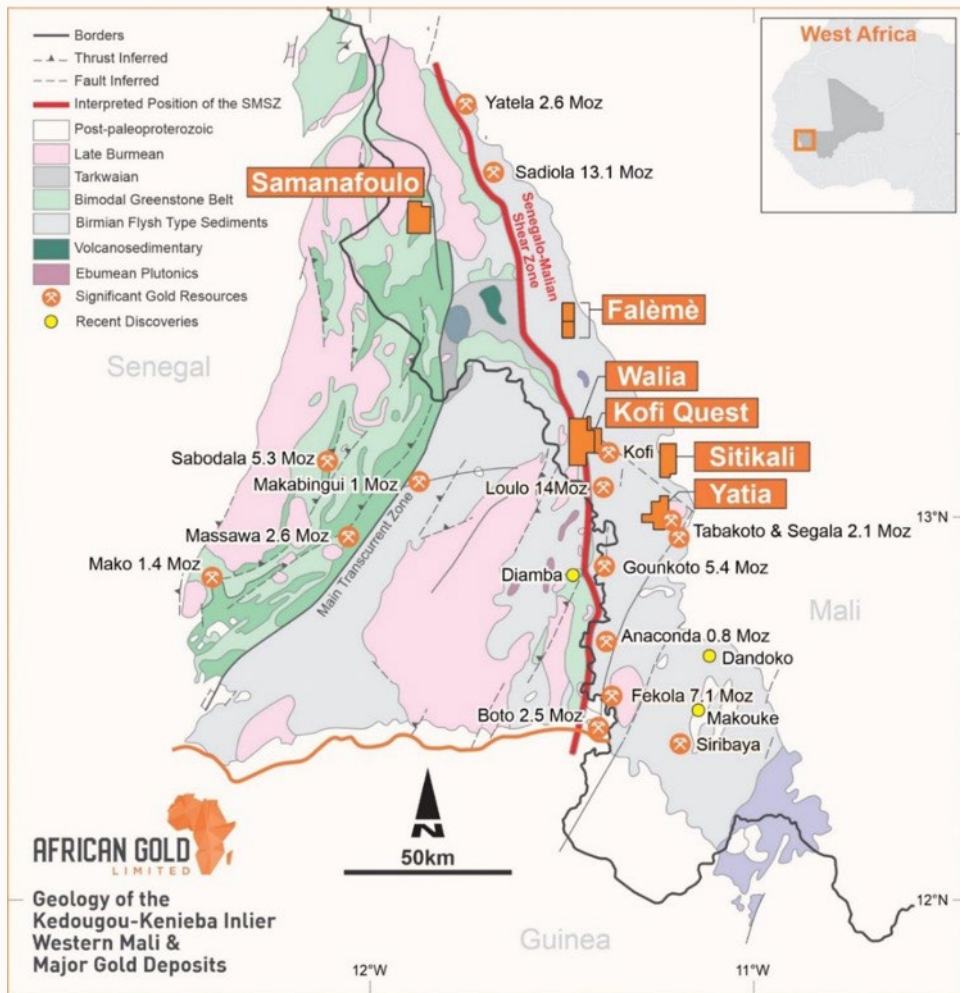 Borders
Thrust Inferred
Fault Inferred
Interpreted Position of the SMSZ
Post-paleoproterozoic
Late Burmean
Tarkwaian
Bimodal Greenstone Belt
Birmian Flysh Type Sediments
Volcanosedimentary
Ebumean Plutonics
Significant Gold Resources
Recent Discoveries
West Africa
Yatela 2.6 Moz
Sadiola 13.1 Moz
Samanafoulo
Senegalo-Malian
Shear Zone
Falèmè
Senegal
Walia
Kofi Quest
Kofi
Sitikali
Sabodala 5.3 Moz
Makabingui 1 Moz
Loulo 14Moz
Yatia
13°N
Massawa 2.6 Moz
Tabakoto & Segala 2.1 Moz
Mako 1.4 Moz
Main Transcurrent Zone
Diamba
Gounkoto 5.4 Moz
Mali
Anaconda 0.8 Moz
Dandoko
Fekola 7.1 Moz
Boto 2.5 Moz
Makouke
Siribaya
N
50km
AFRICAN GOLD
LIMITED
Geology of the
Kedougou-Kenieba Inlier
Western Mali &
Major Gold Deposits
12°N
Guinea
12°W
11°W